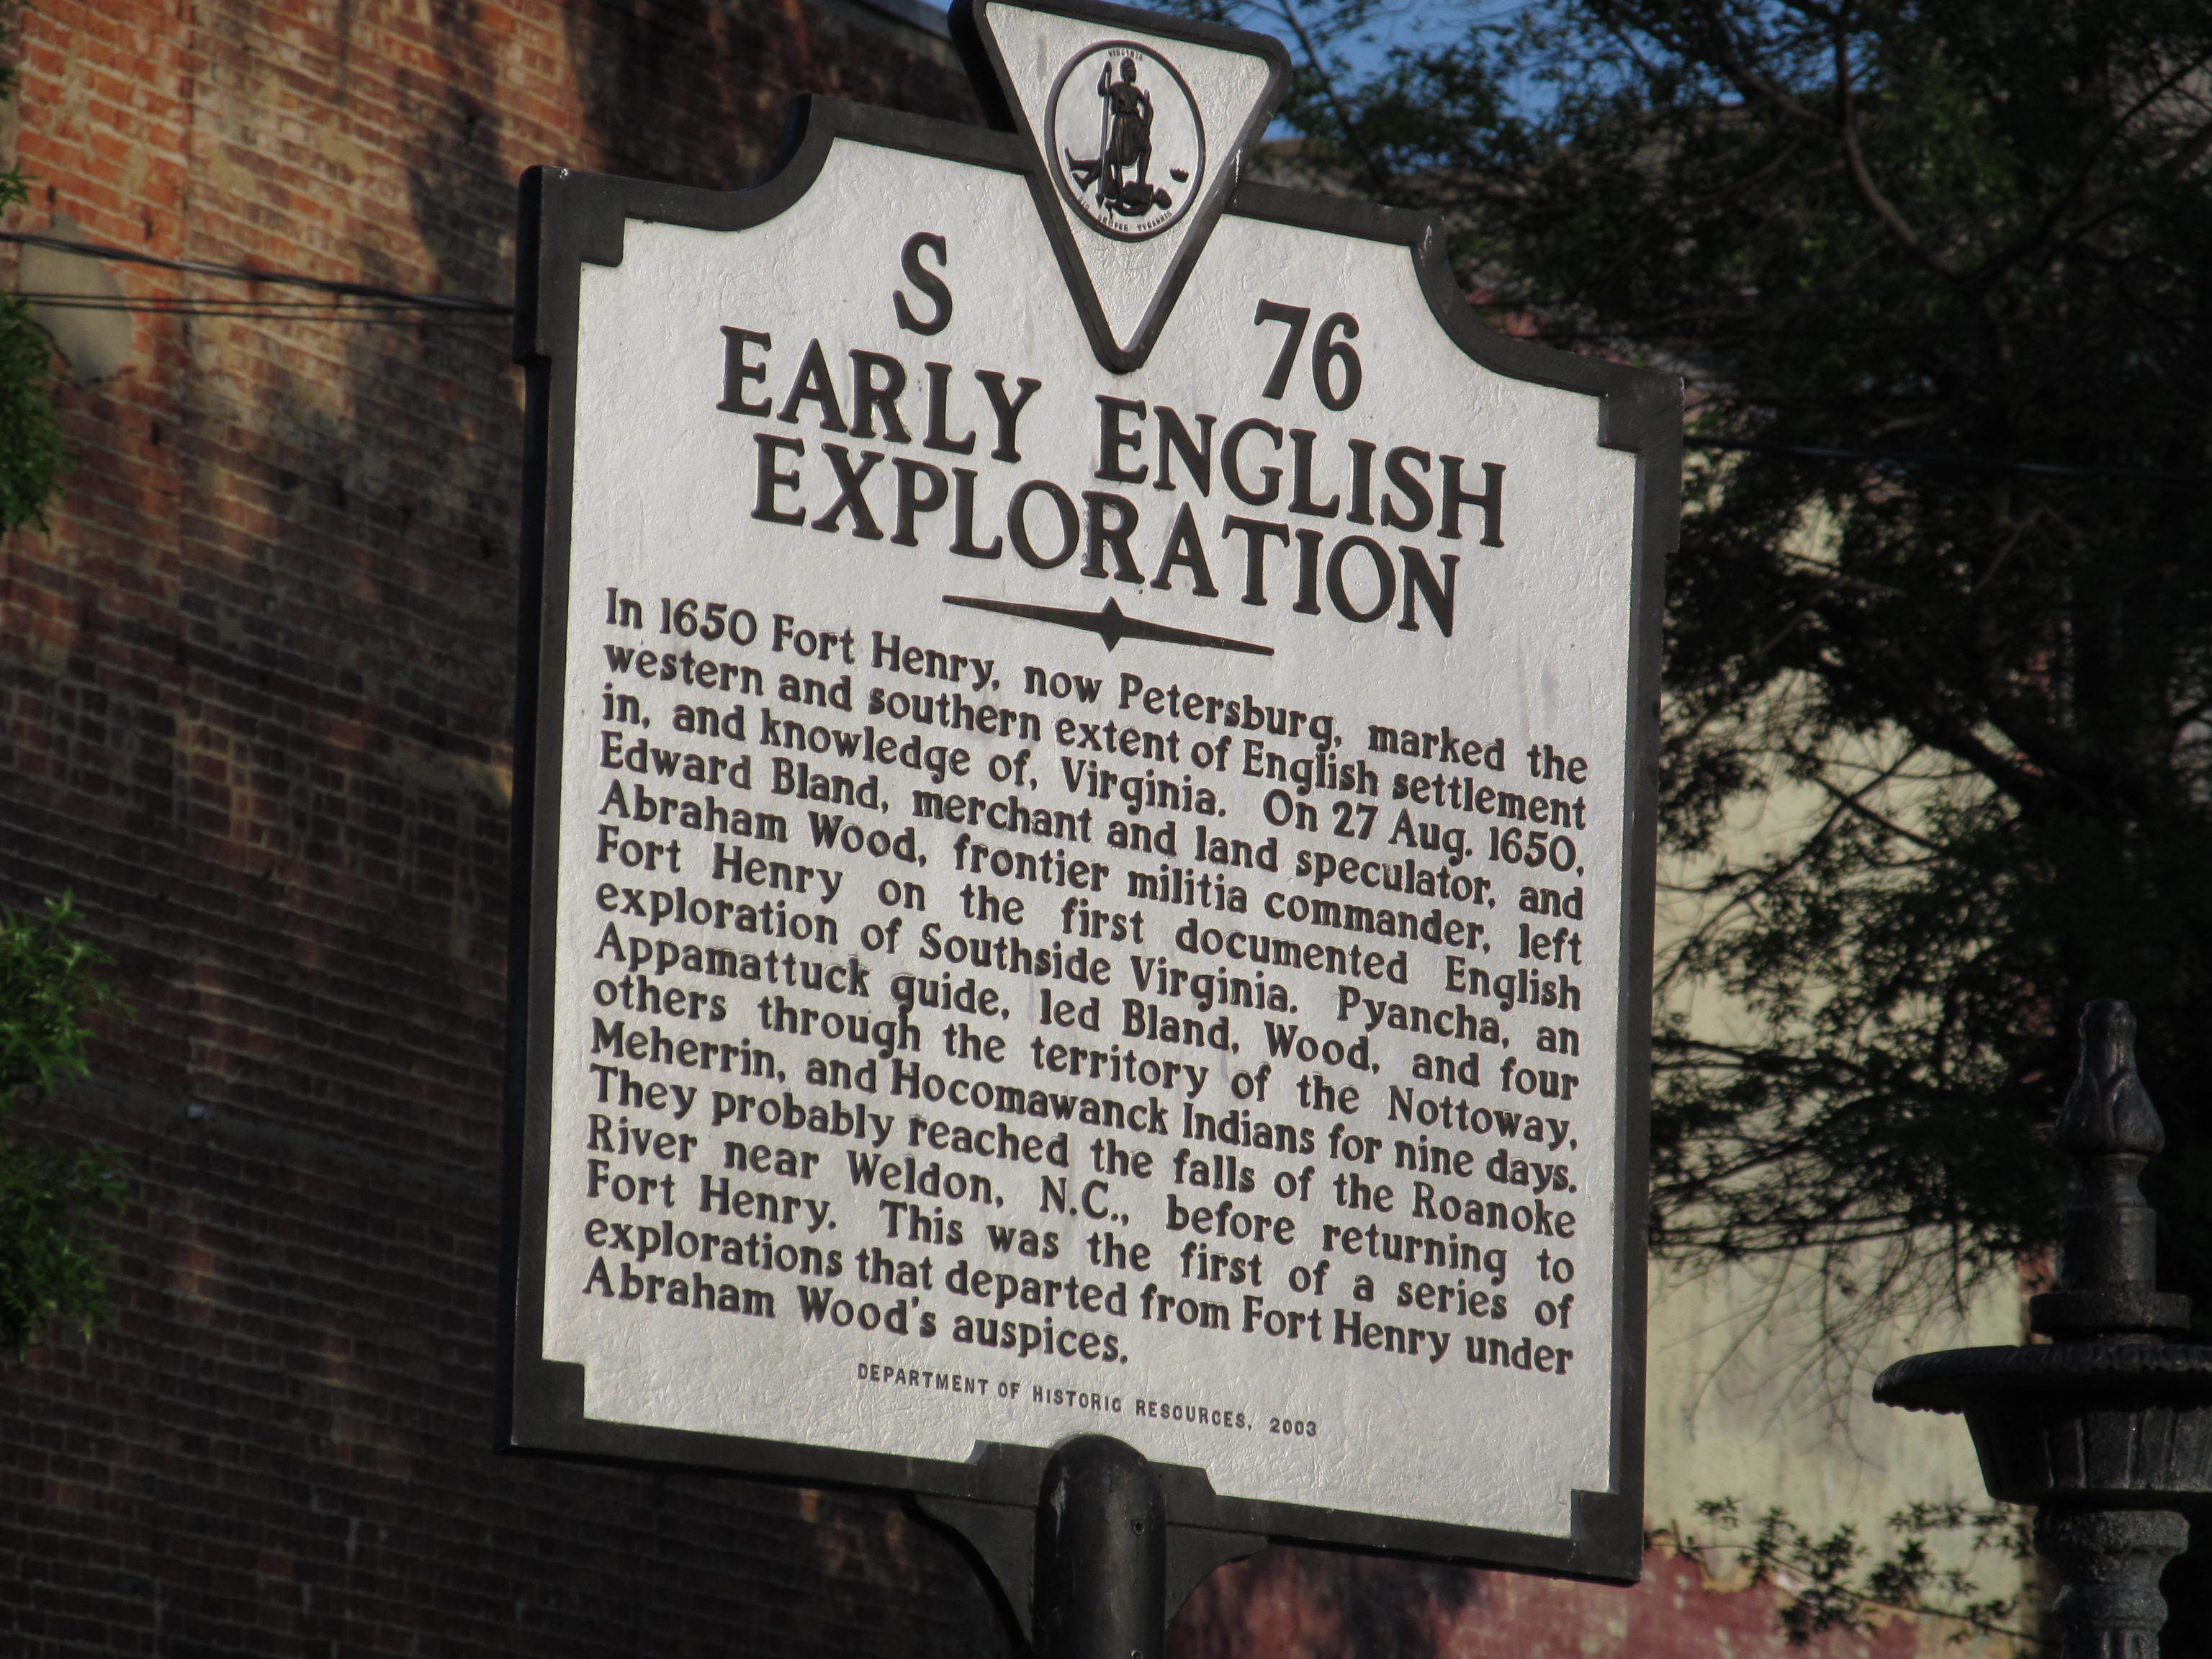 VIRGINIA
SIC SEMPER TYRANNIS
S 76
EARLY ENGLISH
EXPLORATION
In 1650 Fort Henry, now Petersburg, marked the
western and southern extent of English settlement
in, and knowledge of, Virginia. On 27 Aug. 1650,
Edward Bland, merchant and land speculator, and
Abraham Wood, frontier militia commander, left
Fort Henry on the first documented English
exploration of Southside Virginia. Pyancha, an
Appamattuck guide, led Bland, Wood, and four
others through the territory of the Nottoway,
Meherrin, and Hocomawanck Indians for nine days.
They probably reached the falls of the Roanoke
River near Weldon, N.C., before returning to
Fort Henry. This was the first of a series of
explorations that departed from Fort Henry under
Abraham Wood's auspices.
DEPARTMENT OF HISTORIC RESOURCES, 2003